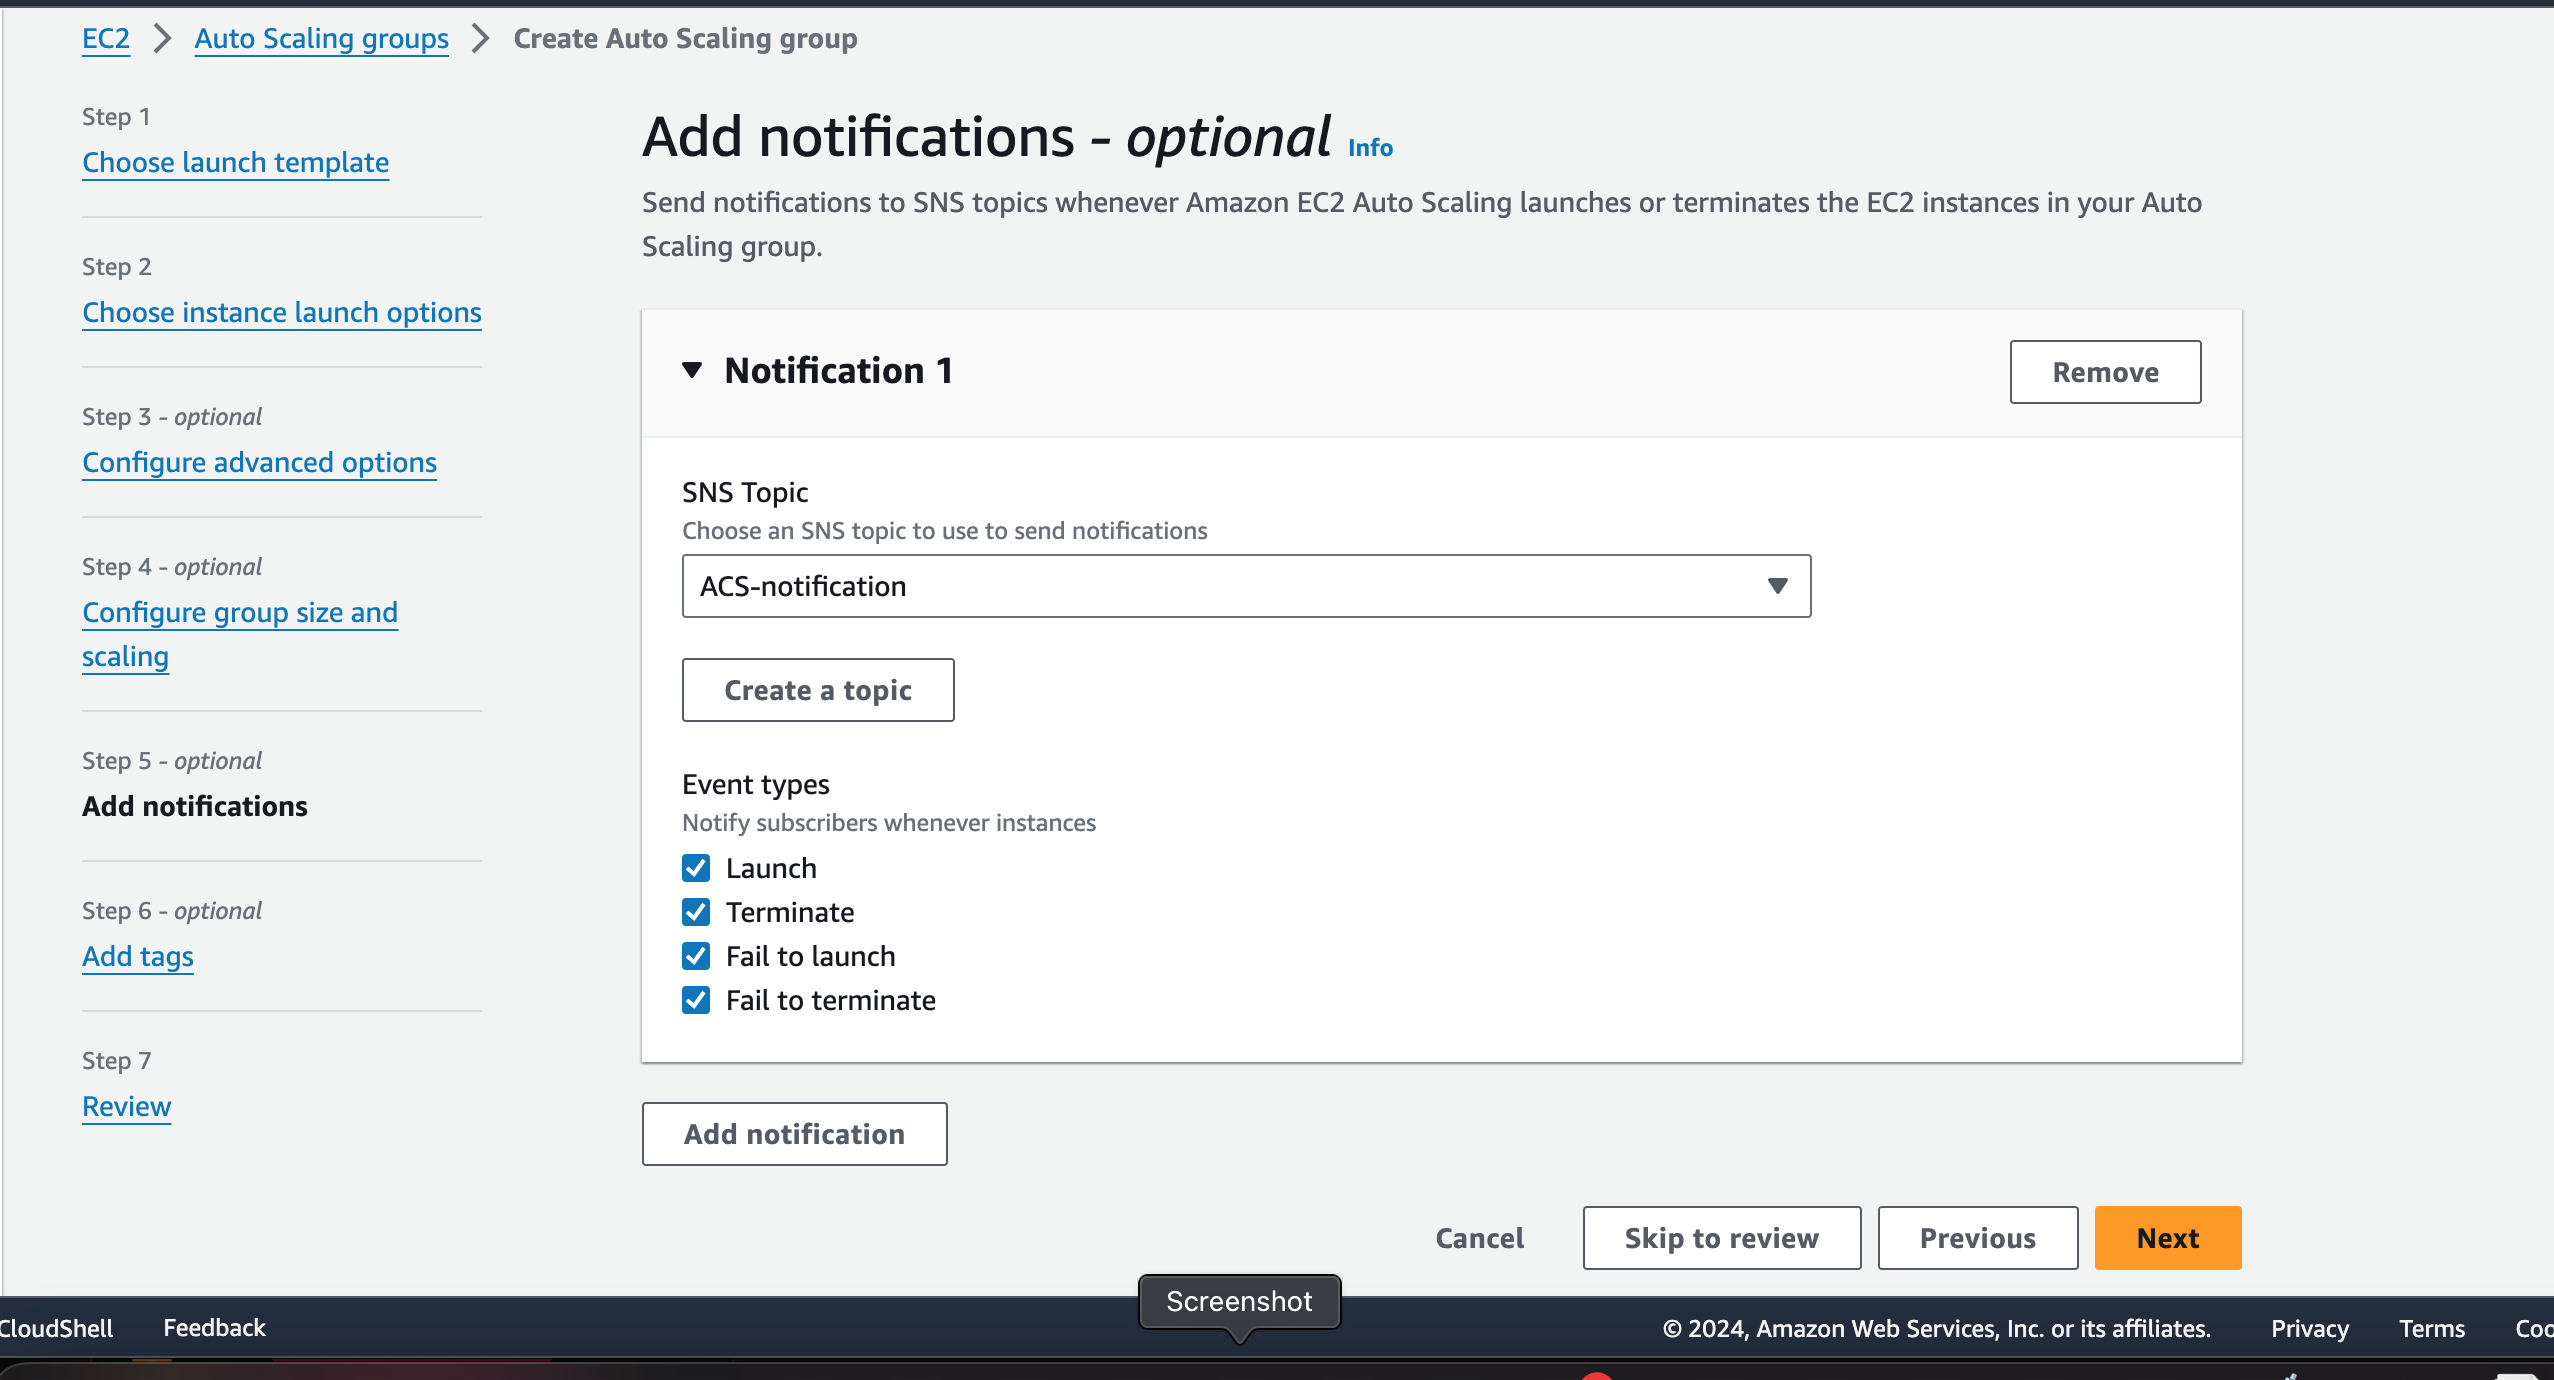 EC2 > Auto Scaling groups > Create Auto Scaling group
Step 1
Choose launch template
Step 2
Choose instance launch options
Step 3 - optional
Configure advanced options
Step 4 - optional
Configure group size and
scaling
Step 5 - optional
Add notifications
Step 6 - optional
Add tags
Step 7
Review
Add notifications - optional Info
Send notifications to SNS topics whenever Amazon EC2 Auto Scaling launches or terminates the EC2 instances in your Auto
Scaling group.
Notification 1
Remove
SNS Topic
Choose an SNS topic to use to send notifications
ACS-notification
Create a topic
Event types
Notify subscribers whenever instances
Launch
Terminate
Fail to launch
Fail to terminate
Add notification
Cancel Skip to review Previous Next
Screenshot
CloudShell Feedback © 2024, Amazon Web Services, Inc. or its affiliates. Privacy Terms Coo